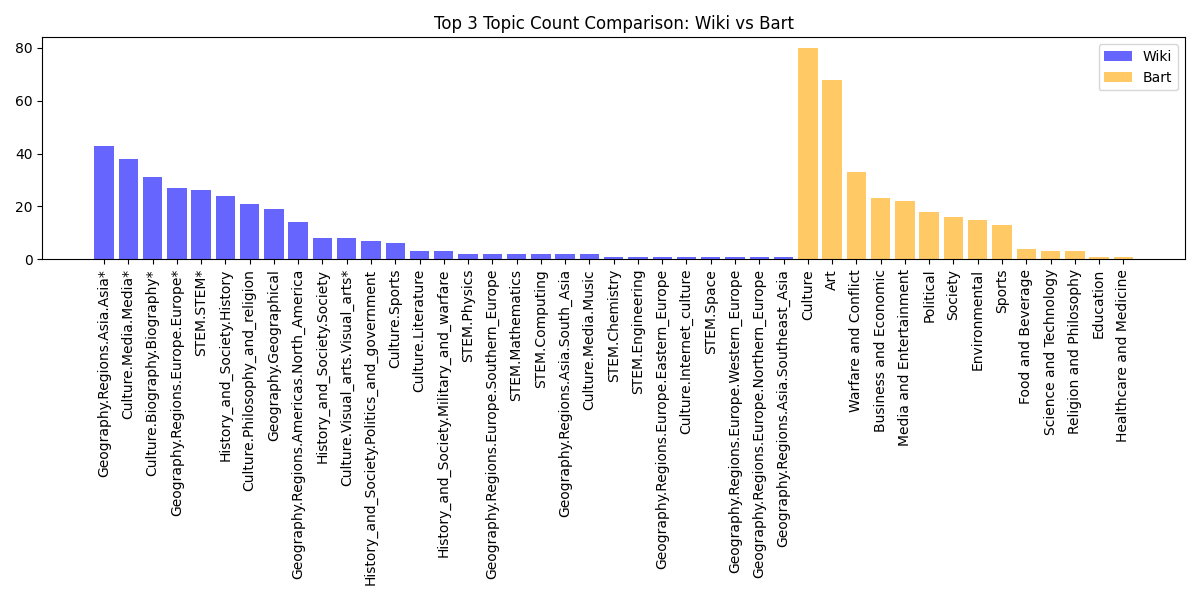 Top 3 Topic Count Comparison: Wiki vs Bart
80
60
40
20
0
Wiki
Bart
Geography.Regions.Asia.Asia*
Culture.Media.Media*
Culture.Biography.Biography*
Geography.Regions.Europe.Europe*
STEM.STEM*
History_and_Society.History
Culture.Philosophy_and_religion
Geography.Geographical
Geography.Regions.Americas.North_America
History_and_Society.Society
Culture.Visual_arts.Visual_arts*
History_and_Society.Politics_and_government
Culture.Sports
Culture.Literature
History_and_Society.Military_and_warfare
STEM.Physics
Geography.Regions.Europe.Southern_Europe
STEM.Mathematics
STEM.Computing
Geography.Regions.Asia.South_Asia
Culture.Media.Music
STEM.Chemistry
STEM.Engineering
Geography.Regions.Europe.Eastern_Europe
Culture.Internet_culture
STEM.Space
Geography.Regions.Europe.Western_Europe
Geography.Regions.Europe.Northern_Europe
Geography.Regions.Asia.Southeast_Asia
Culture
Art
Warfare and Conflict
Business and Economic
Media and Entertainment
Political
Society
Environmental
Sports
Food and Beverage
Science and Technology
Religion and Philosophy
Education
Healthcare and Medicine